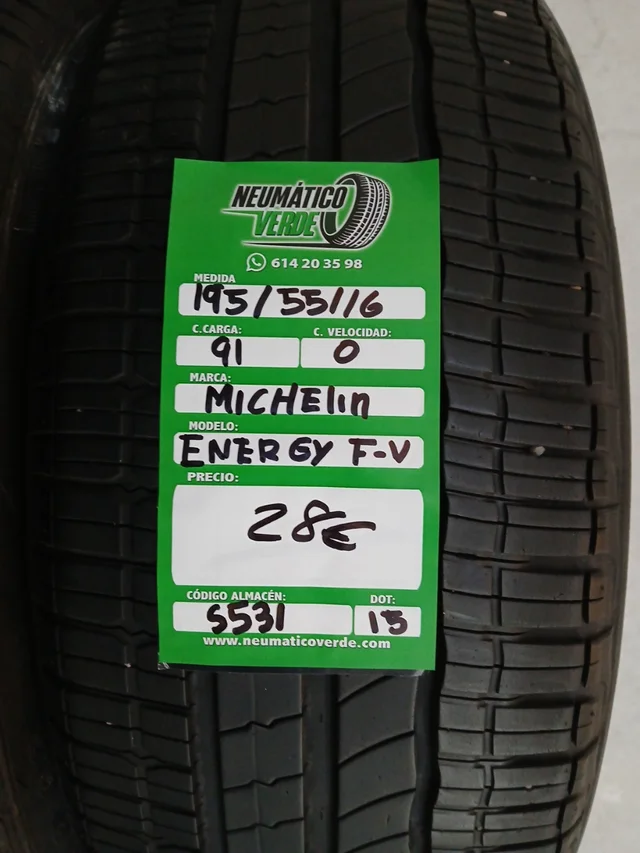 NEUMÁTICO
VERDE
614 20 35 98
MEDIDA
195/55/16
C.CARGA: C. VELOCIDAD:
91 0
MARCA:
MICHElin
MODELO:
ENERGY F-V
PRECIO:
28€
CÓDIGO ALMACÉN: DOT:
S531 15
www.neumaticoverde.com